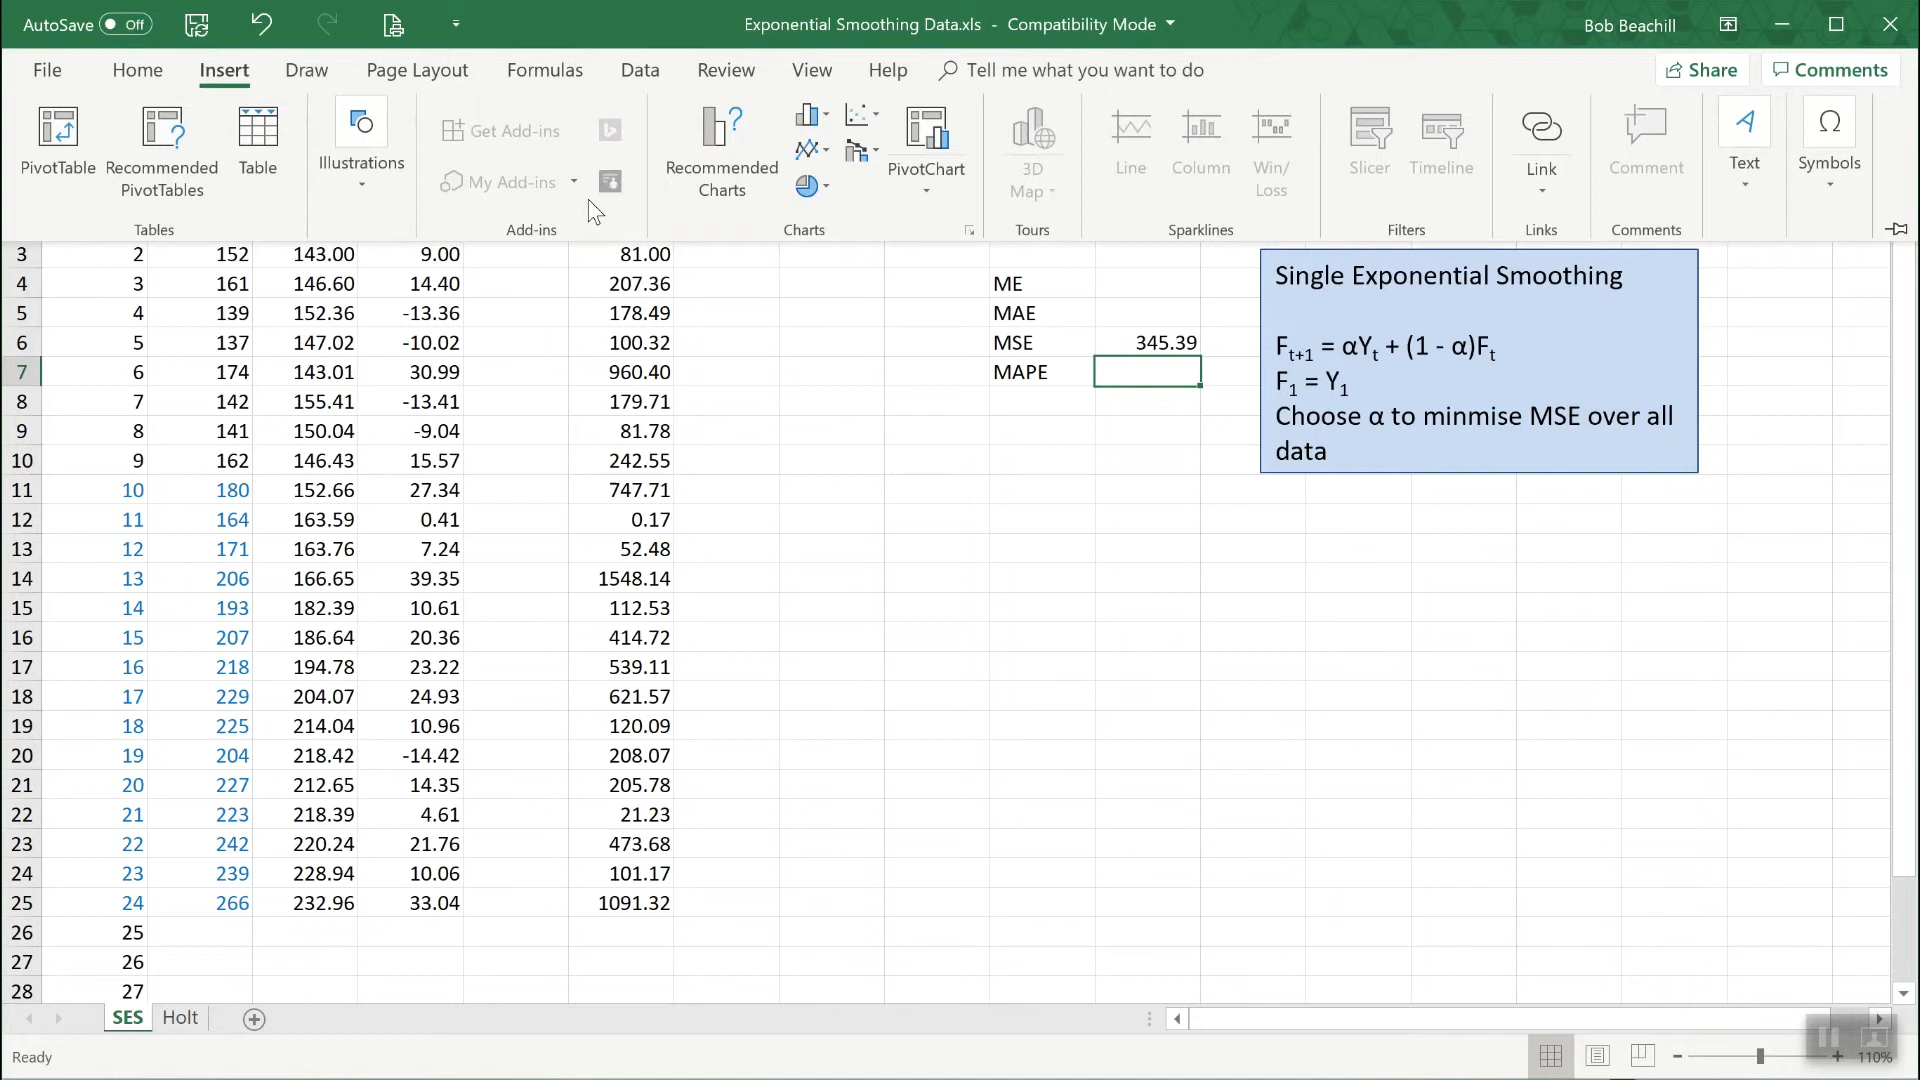 AutoSave Off
Exponential Smoothing Data.xls - Compatibility Mode
Bob Beachill
File Home Insert Draw Page Layout Formulas Data Review View Help Tell me what you want to do
Share Comments
PivotTable
Recommended
PivotTables
Table
Tables
Illustrations
Get Add-ins
My Add-ins
Add-ins
Recommended
Charts
PivotChart
Charts
3D
Map
Tours
Line
Column
Win/
Loss
Sparklines
Slicer
Timeline
Filters
Link
Links
Comment
Comments
Text
Symbols
3 2 152 143.00 9.00 81.00
4 3 161 146.60 14.40 207.36 ME
5 4 139 152.36 -13.36 178.49 MAE
6 5 137 147.02 -10.02 100.32 MSE 345.39
7 6 174 143.01 30.99 960.40 MAPE
8 7 142 155.41 -13.41 179.71
9 8 141 150.04 -9.04 81.78
10 9 162 146.43 15.57 242.55
11 10 180 152.66 27.34 747.71
12 11 164 163.59 0.41 0.17
13 12 171 163.76 7.24 52.48
14 13 206 166.65 39.35 1548.14
15 14 193 182.39 10.61 112.53
16 15 207 186.64 20.36 414.72
17 16 218 194.78 23.22 539.11
18 17 229 204.07 24.93 621.57
19 18 225 214.04 10.96 120.09
20 19 204 218.42 -14.42 208.07
21 20 227 212.65 14.35 205.78
22 21 223 218.39 4.61 21.23
23 22 242 220.24 21.76 473.68
24 23 239 228.94 10.06 101.17
25 24 266 232.96 33.04 1091.32
26 25
27 26
28 27
Single Exponential Smoothing
Ft+1 = αYt + (1 - α)Ft
F1 = Y1
Choose α to minmise MSE over all
data
SES Holt
Ready
110%